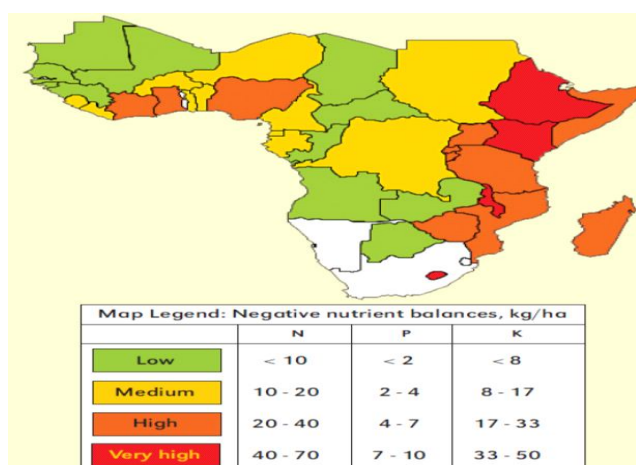 Map Legend: Negative nutrient balances, kg/ha
N P K
Low < 10 < 2 < 8
Medium 10 - 20 2 - 4 8 - 17
High 20 - 40 4 - 7 17 - 33
Very high 40 - 70 7 - 10 33 - 50